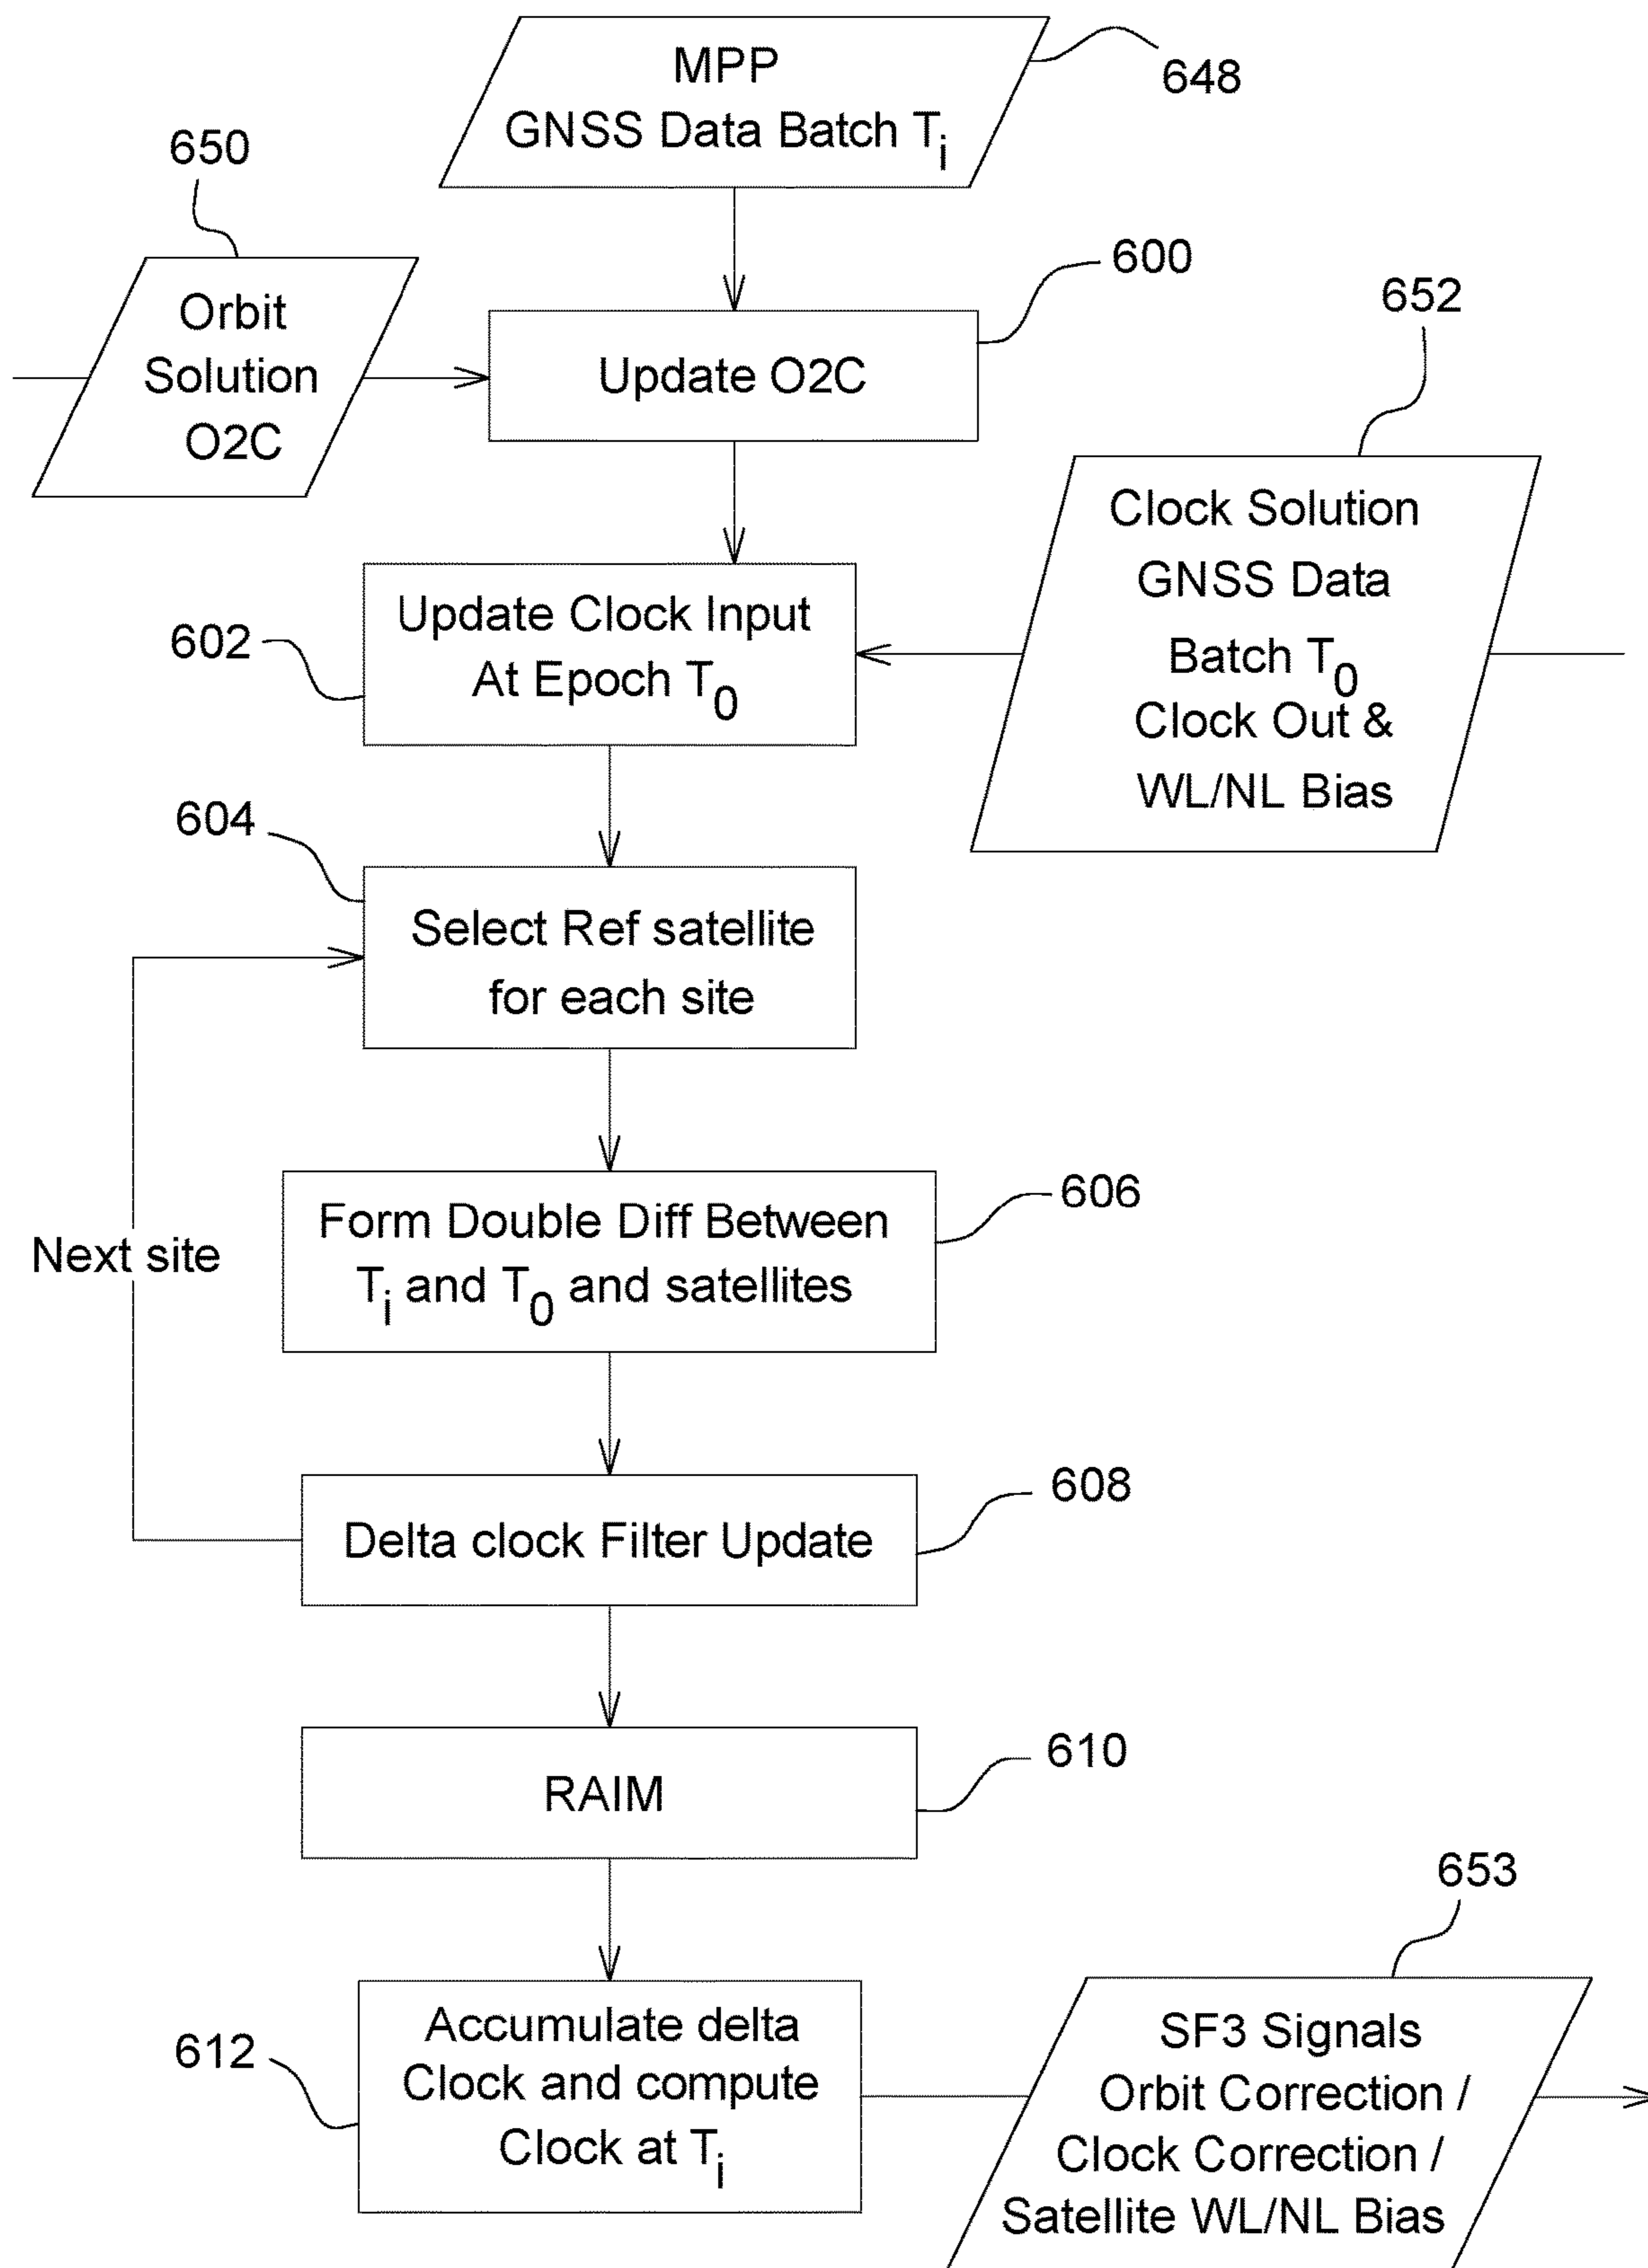 MPP
GNSS Data Batch Ti
648
650
Orbit
Solution
O2C
600
Update O2C
652
Clock Solution
GNSS Data
Batch T0
Clock Out &
WL/NL Bias
602
Update Clock Input
At Epoch T0
604
Select Ref satellite
for each site
606
Form Double Diff Between
Ti and T0 and satellites
Next site
608
Delta clock Filter Update
610
RAIM
653
612
Accumulate delta
Clock and compute
Clock at Ti
SF3 Signals
Orbit Correction /
Clock Correction /
Satellite WL/NL Bias